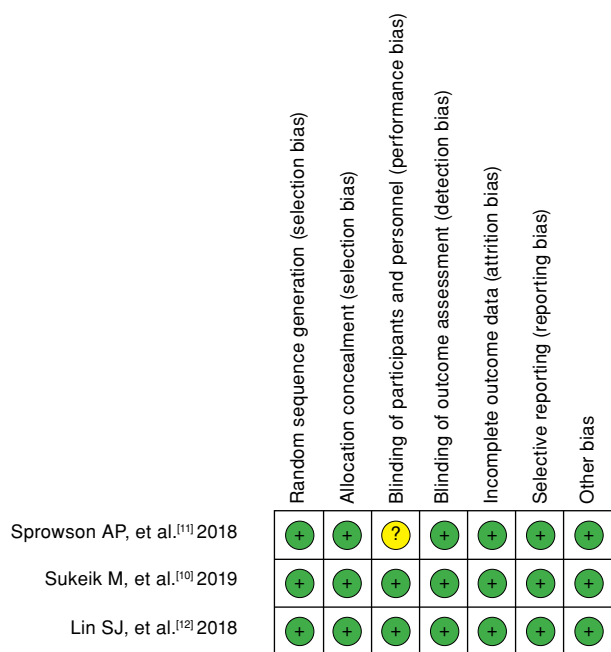 Random sequence generation (selection bias)
Allocation concealment (selection bias)
Blinding of participants and personnel (performance bias)
Blinding of outcome assessment (detection bias)
Incomplete outcome data (attrition bias)
Selective reporting (reporting bias)
Other bias
Sprowson AP, et al.[11] 2018 + + ? + + + +
Sukeik M, et al.[10] 2019 + + + + + + +
Lin SJ, et al.[12] 2018 + + + + + + +